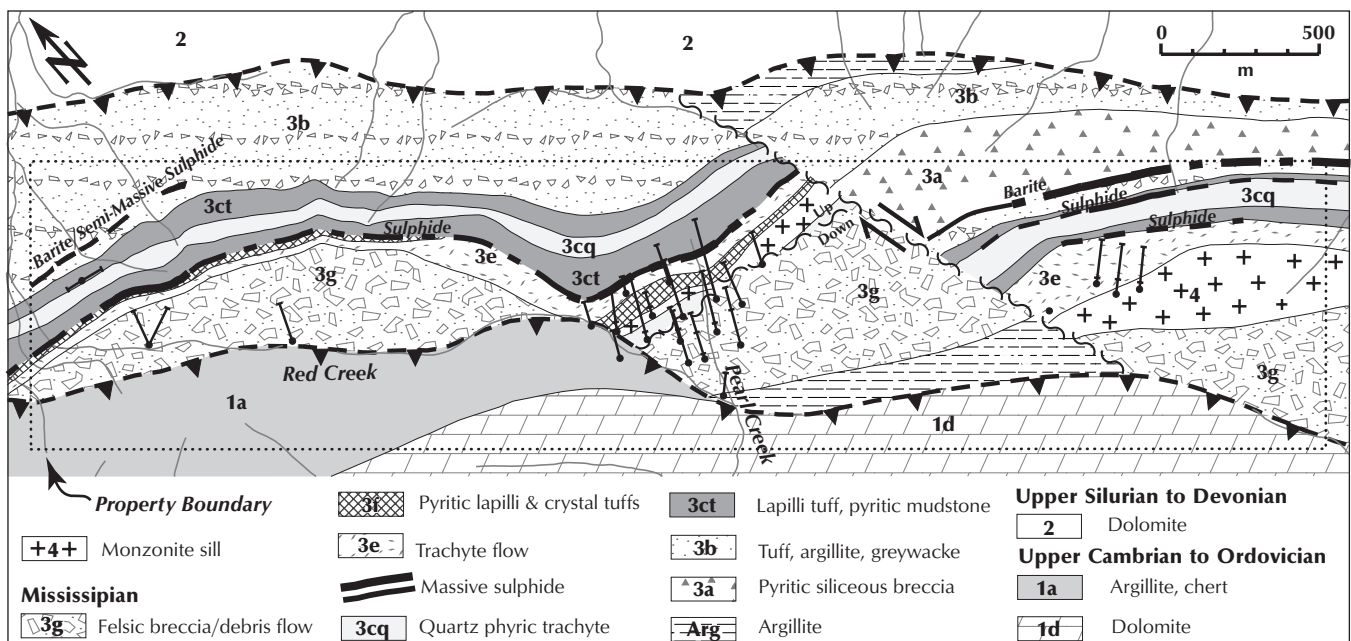 N
2
2
0 500
m
3b
3b
Barite/Semi-Massive Sulphide
3a
Barite
3ct
Sulphide
3cq
Up
Down
Sulphide
Sulphide
3cq
3e
3g
3ct
3g
3e
4
Red Creek
1a
Pearl Creek
3g
1d
Property Boundary
+4+ Monzonite sill
Mississipian
3g Felsic breccia/debris flow
3f Pyritic lapilli & crystal tuffs
3e Trachyte flow
Massive sulphide
3cq Quartz phyric trachyte
3ct Lapilli tuff, pyritic mudstone
3b Tuff, argillite, greywacke
3a Pyritic siliceous breccia
Arg Argillite
Upper Silurian to Devonian
2 Dolomite
Upper Cambrian to Ordovician
1a Argillite, chert
1d Dolomite